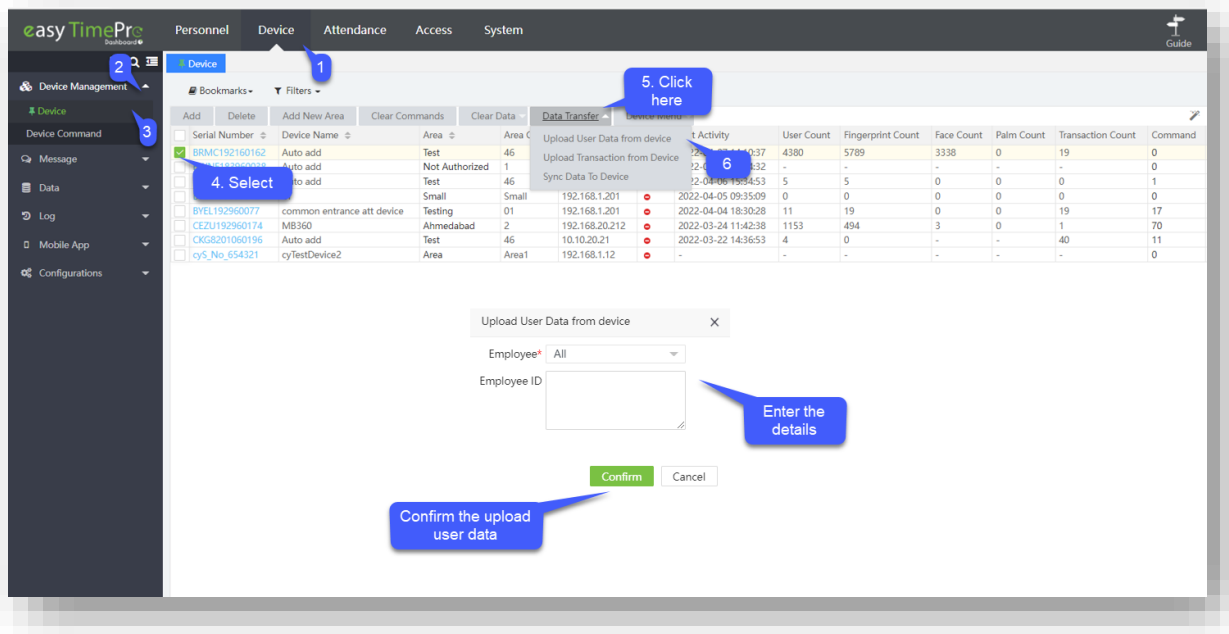 easy TimePro
Dashboard
Personnel Device Attendance Access System
Guide
1
2
Device
Device Management
Bookmarks Filters
5. Click
here
Device
3
Device Command
Message
Data
Log
Mobile App
Configurations
Add Delete Add New Area Clear Commands Clear Data Data Transfer Device Menu
Serial Number Device Name Area Area t Activity User Count Fingerprint Count Face Count Palm Count Transaction Count Command
BRMC192160162 Auto add Test 46 :37 4380 5789 3338 0 19 0
Auto add Not Authorized 1 :32 - - - - - 0
to add Test 46 2022-04-06 15:34:53 5 5 0 0 0 1
Small Small 192.168.1.201 2022-04-05 09:35:09 0 0 0 0 0 0
BYEL192960077 common entrance att device Testing 01 192.168.1.201 2022-04-04 18:30:28 11 19 0 0 19 17
CEZU192960174 MB360 Ahmedabad 2 192.168.20.212 2022-03-24 11:42:38 1153 494 3 0 1 70
CKG8201060196 Auto add Test 46 10.10.20.21 2022-03-22 14:36:53 4 0 - - 40 11
cyS_No_654321 cyTestDevice2 Area Area1 192.168.1.12 - - - - - - 0
4. Select
Upload User Data from device
Upload Transaction from Device
Sync Data To Device
6
Upload User Data from device
Employee* All
Employee ID
Enter the
details
Confirm Cancel
Confirm the upload
user data